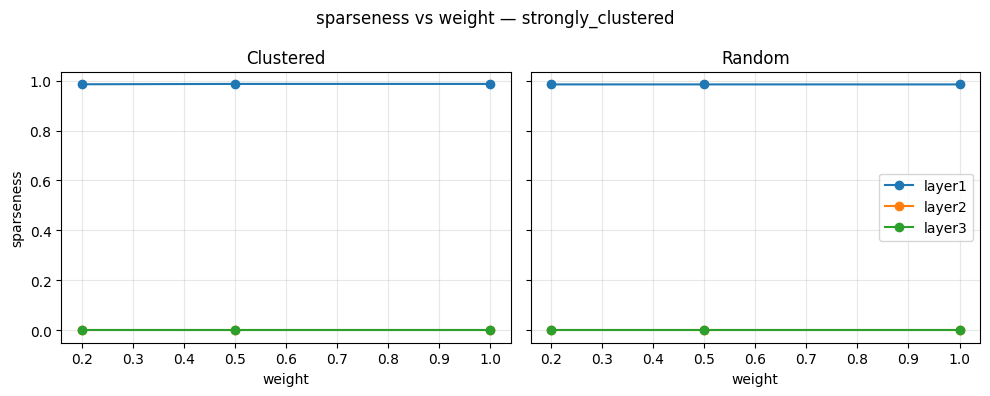 sparseness vs weight — strongly_clustered
Clustered
Random
sparseness
1.0
0.8
0.6
0.4
0.2
0.0
0.2 0.3 0.4 0.5 0.6 0.7 0.8 0.9 1.0
weight
layer1
layer2
layer3
0.2 0.3 0.4 0.5 0.6 0.7 0.8 0.9 1.0
weight